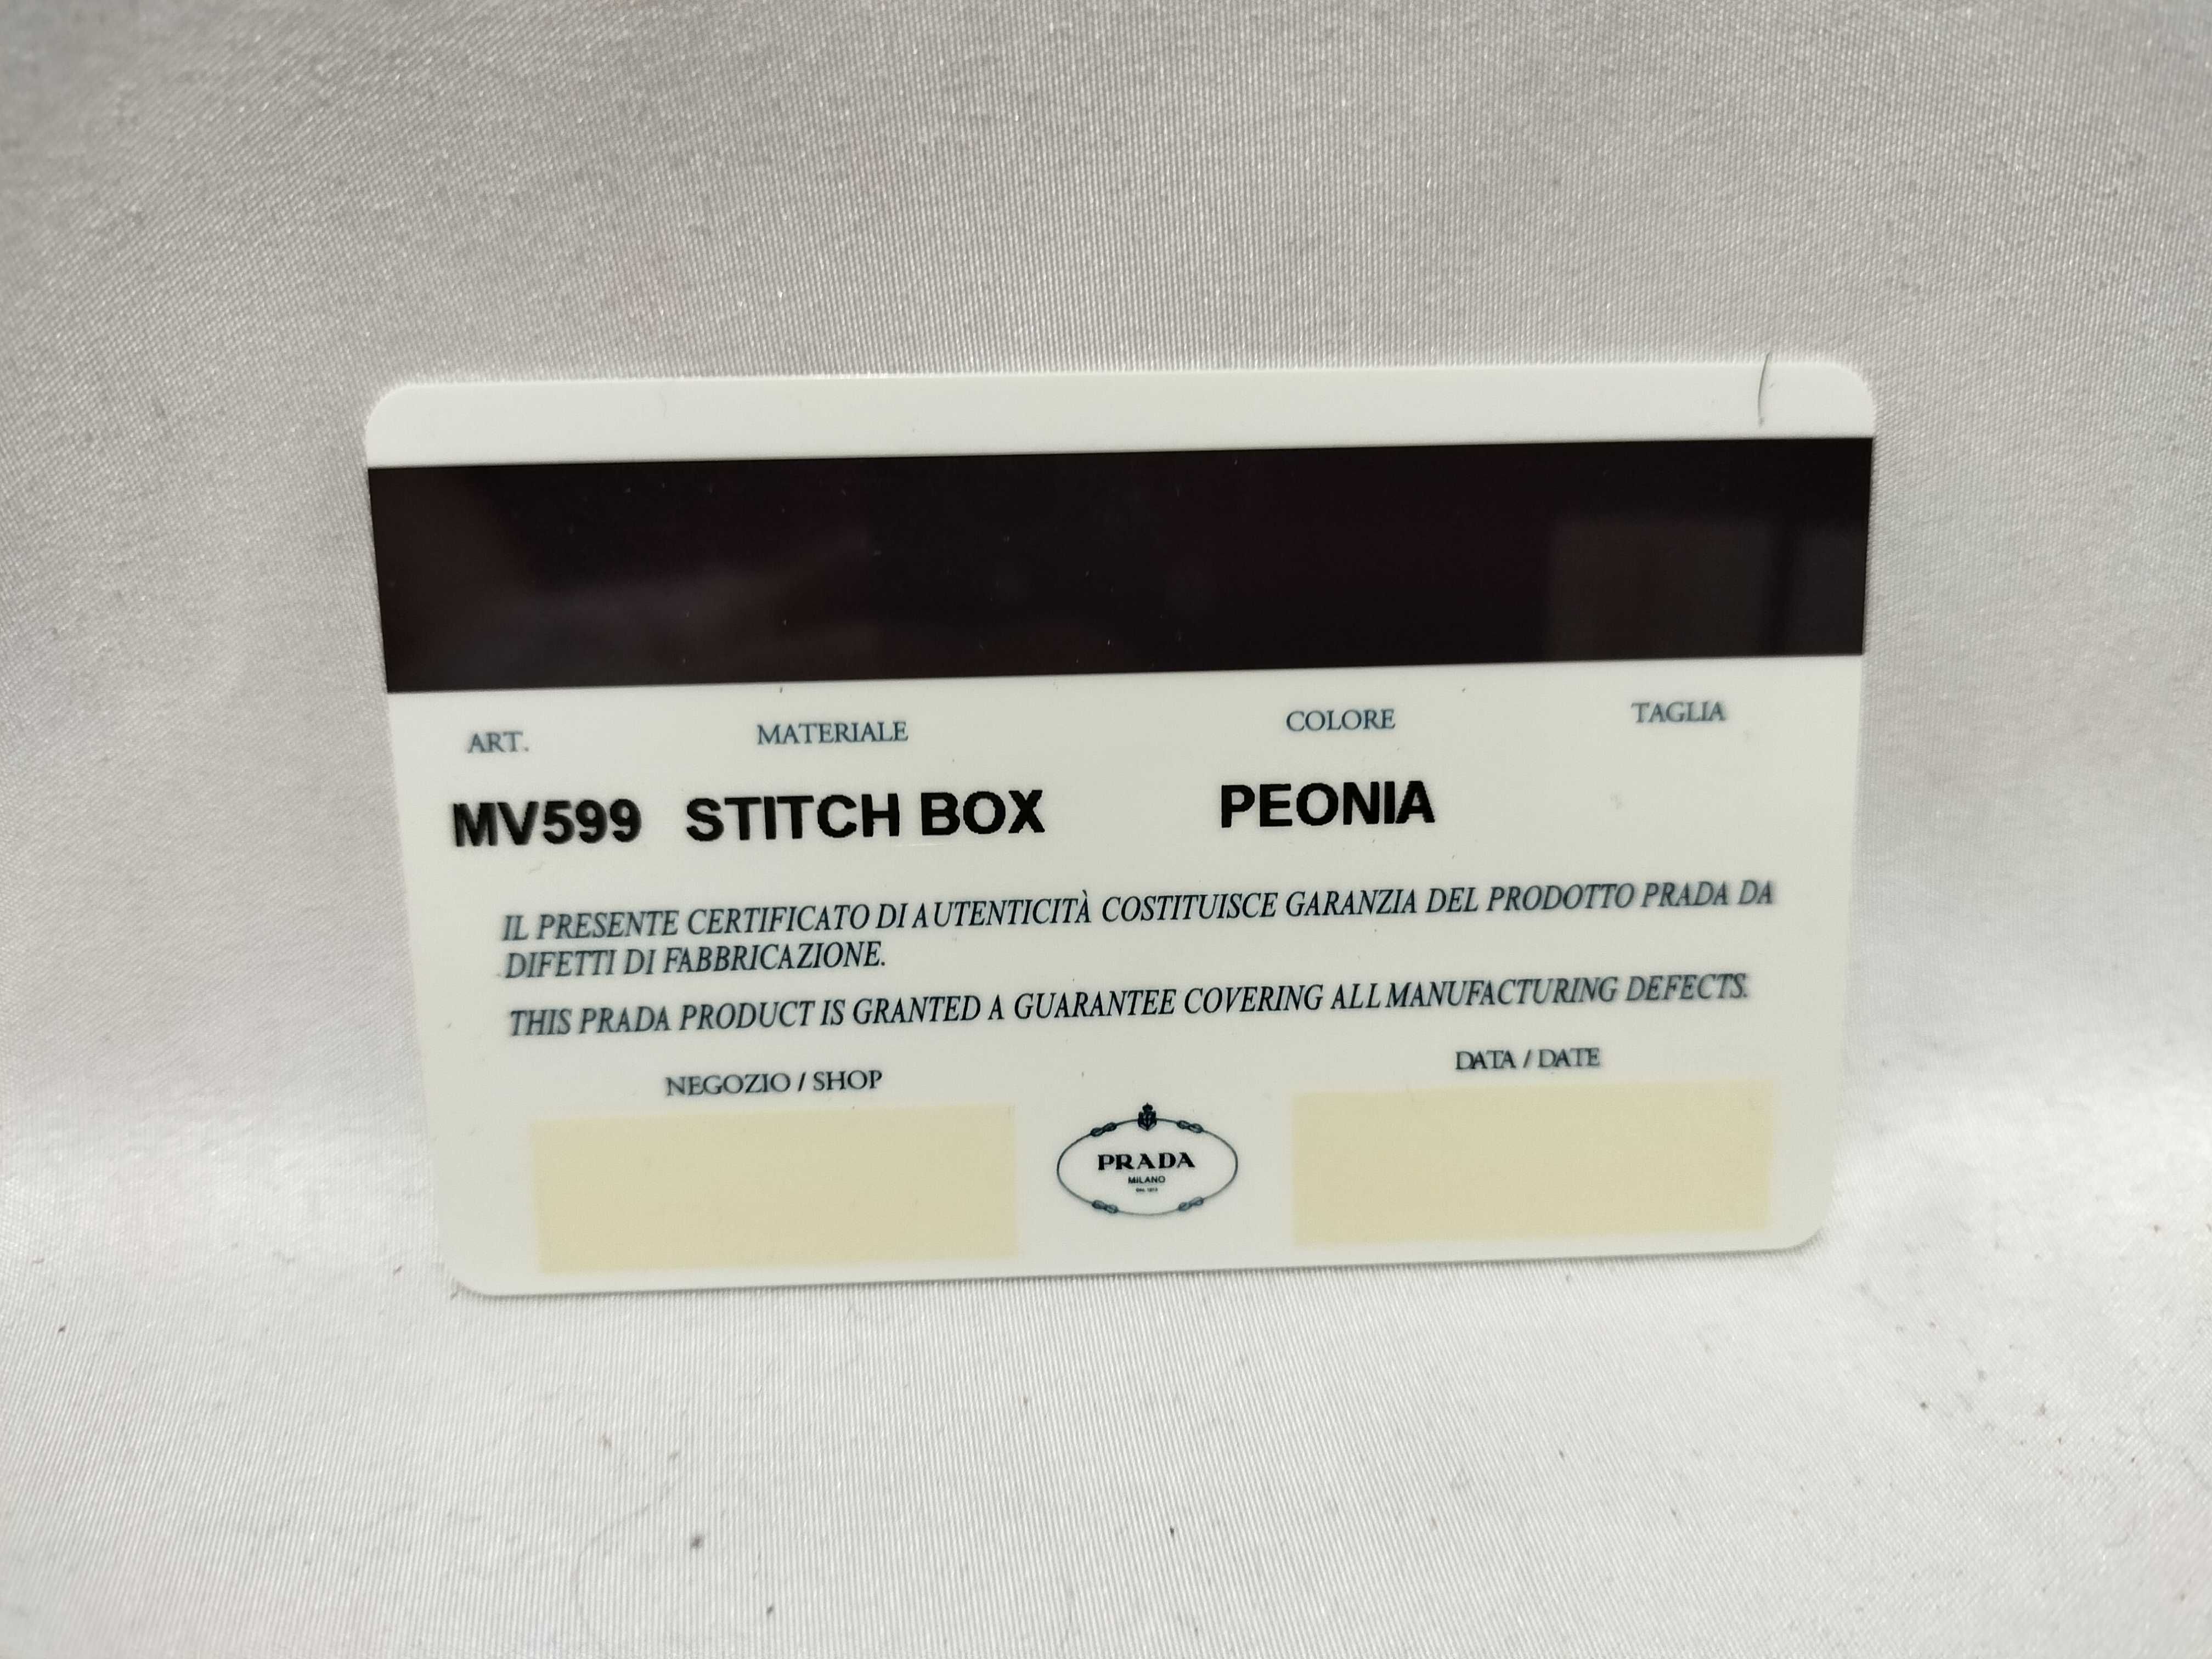 ART. MATERIALE COLORE TAGLIA
MV599 STITCH BOX PEONIA
IL PRESENTE CERTIFICATO DI AUTENTICITÀ COSTITUISCE GARANZIA DEL PRODOTTO PRADA DA
DIFETTI DI FABBRICAZIONE.
THIS PRADA PRODUCT IS GRANTED A GUARANTEE COVERING ALL MANUFACTURING DEFECTS.
NEGOZIO / SHOP DATA / DATE
PRADA
MILANO